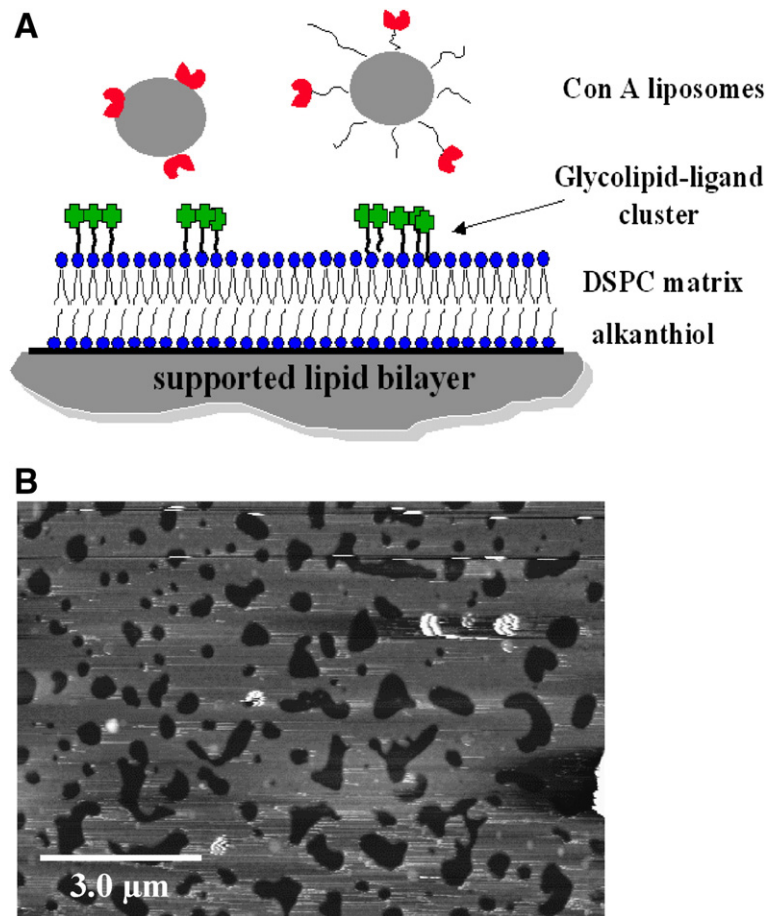 A
Con A liposomes
Glycolipid-ligand
cluster
DSPC matrix
alkanthiol
supported lipid bilayer
B
3.0 μm